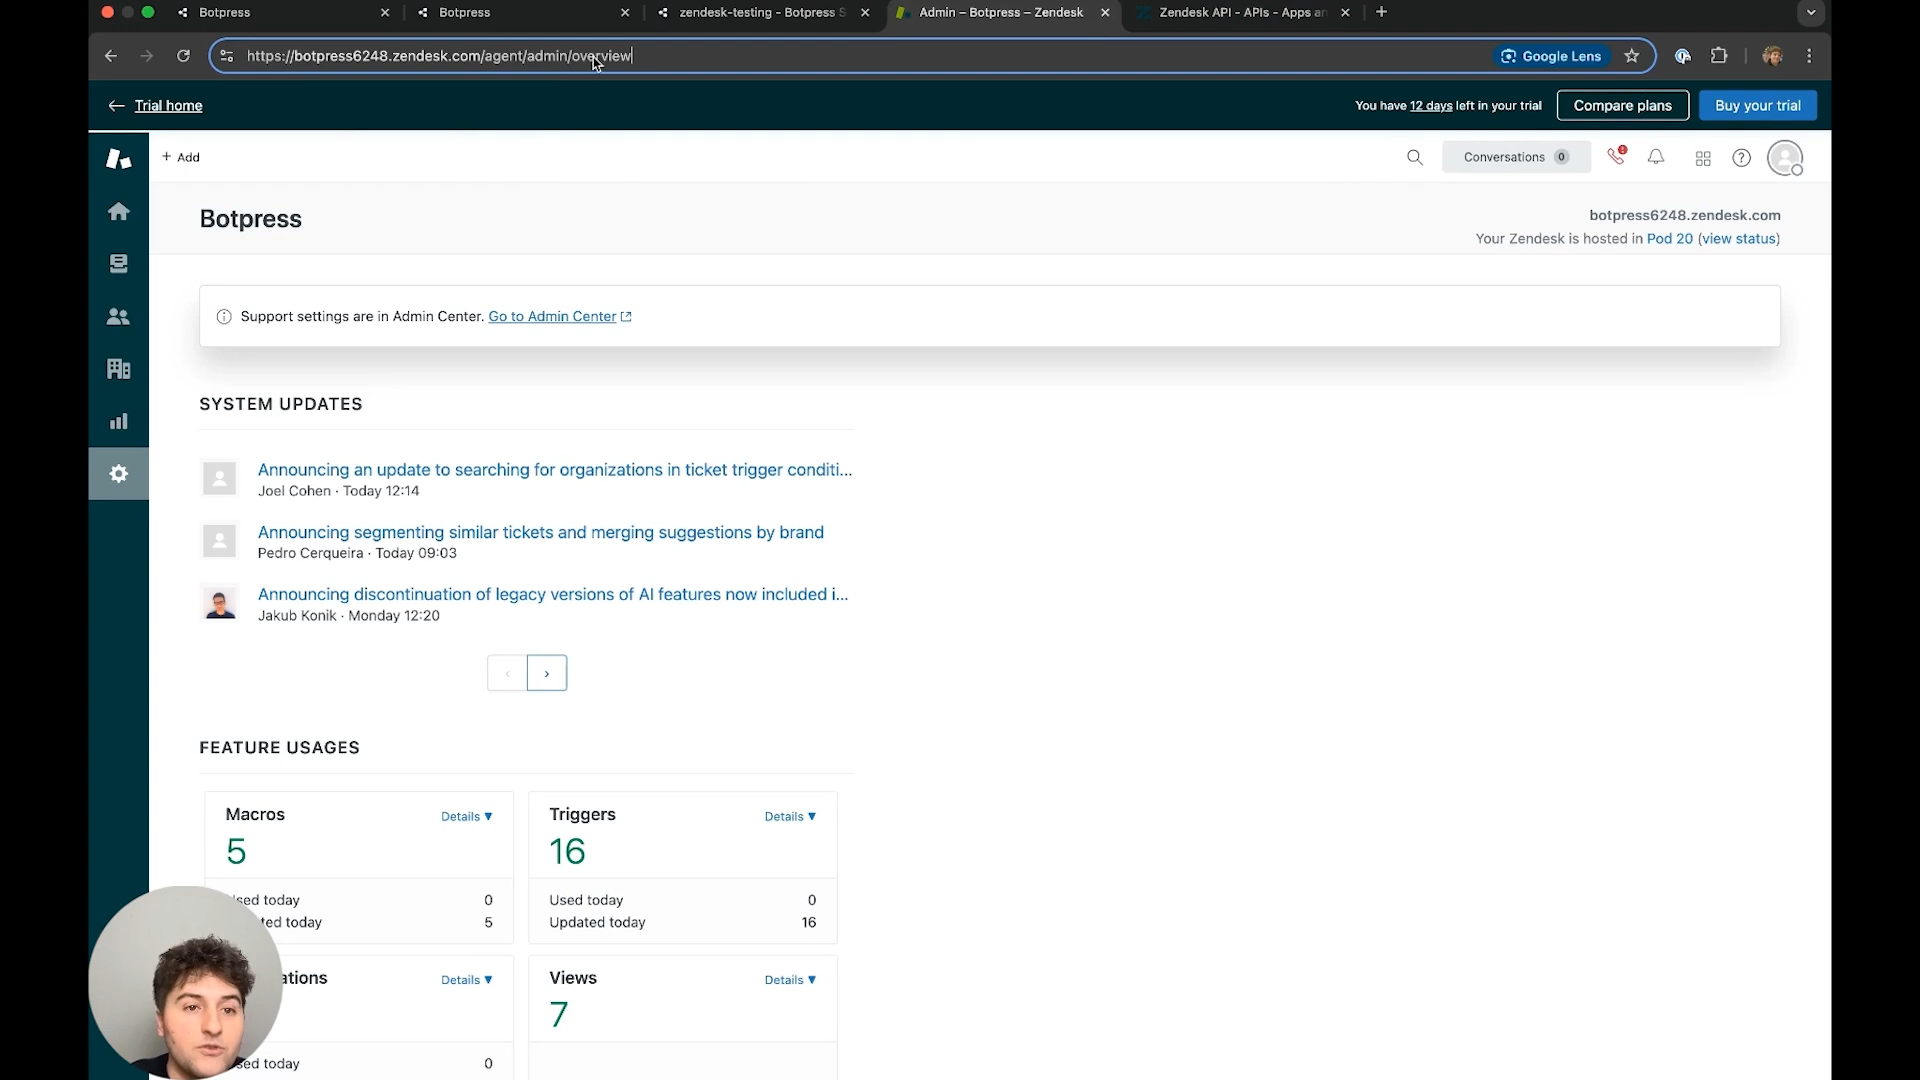 Botpress
Botpress
zendesk-testing - Botpress S
Admin – Botpress – Zendesk
Zendesk API - APIs - Apps an
https://botpress6248.zendesk.com/agent/admin/overview
Google Lens
Trial home
You have 12 days left in your trial
Compare plans
Buy your trial
+ Add
Conversations 0
Botpress
botpress6248.zendesk.com
Your Zendesk is hosted in Pod 20 (view status)
Support settings are in Admin Center. Go to Admin Center
SYSTEM UPDATES
Announcing an update to searching for organizations in ticket trigger conditi...
Joel Cohen · Today 12:14
Announcing segmenting similar tickets and merging suggestions by brand
Pedro Cerqueira · Today 09:03
Announcing discontinuation of legacy versions of AI features now included i...
Jakub Konik · Monday 12:20
FEATURE USAGES
Macros
Details ▼
5
sed today 0
ted today 5
Triggers
Details ▼
16
Used today 0
Updated today 16
ations
Details ▼
sed today 0
Views
Details ▼
7